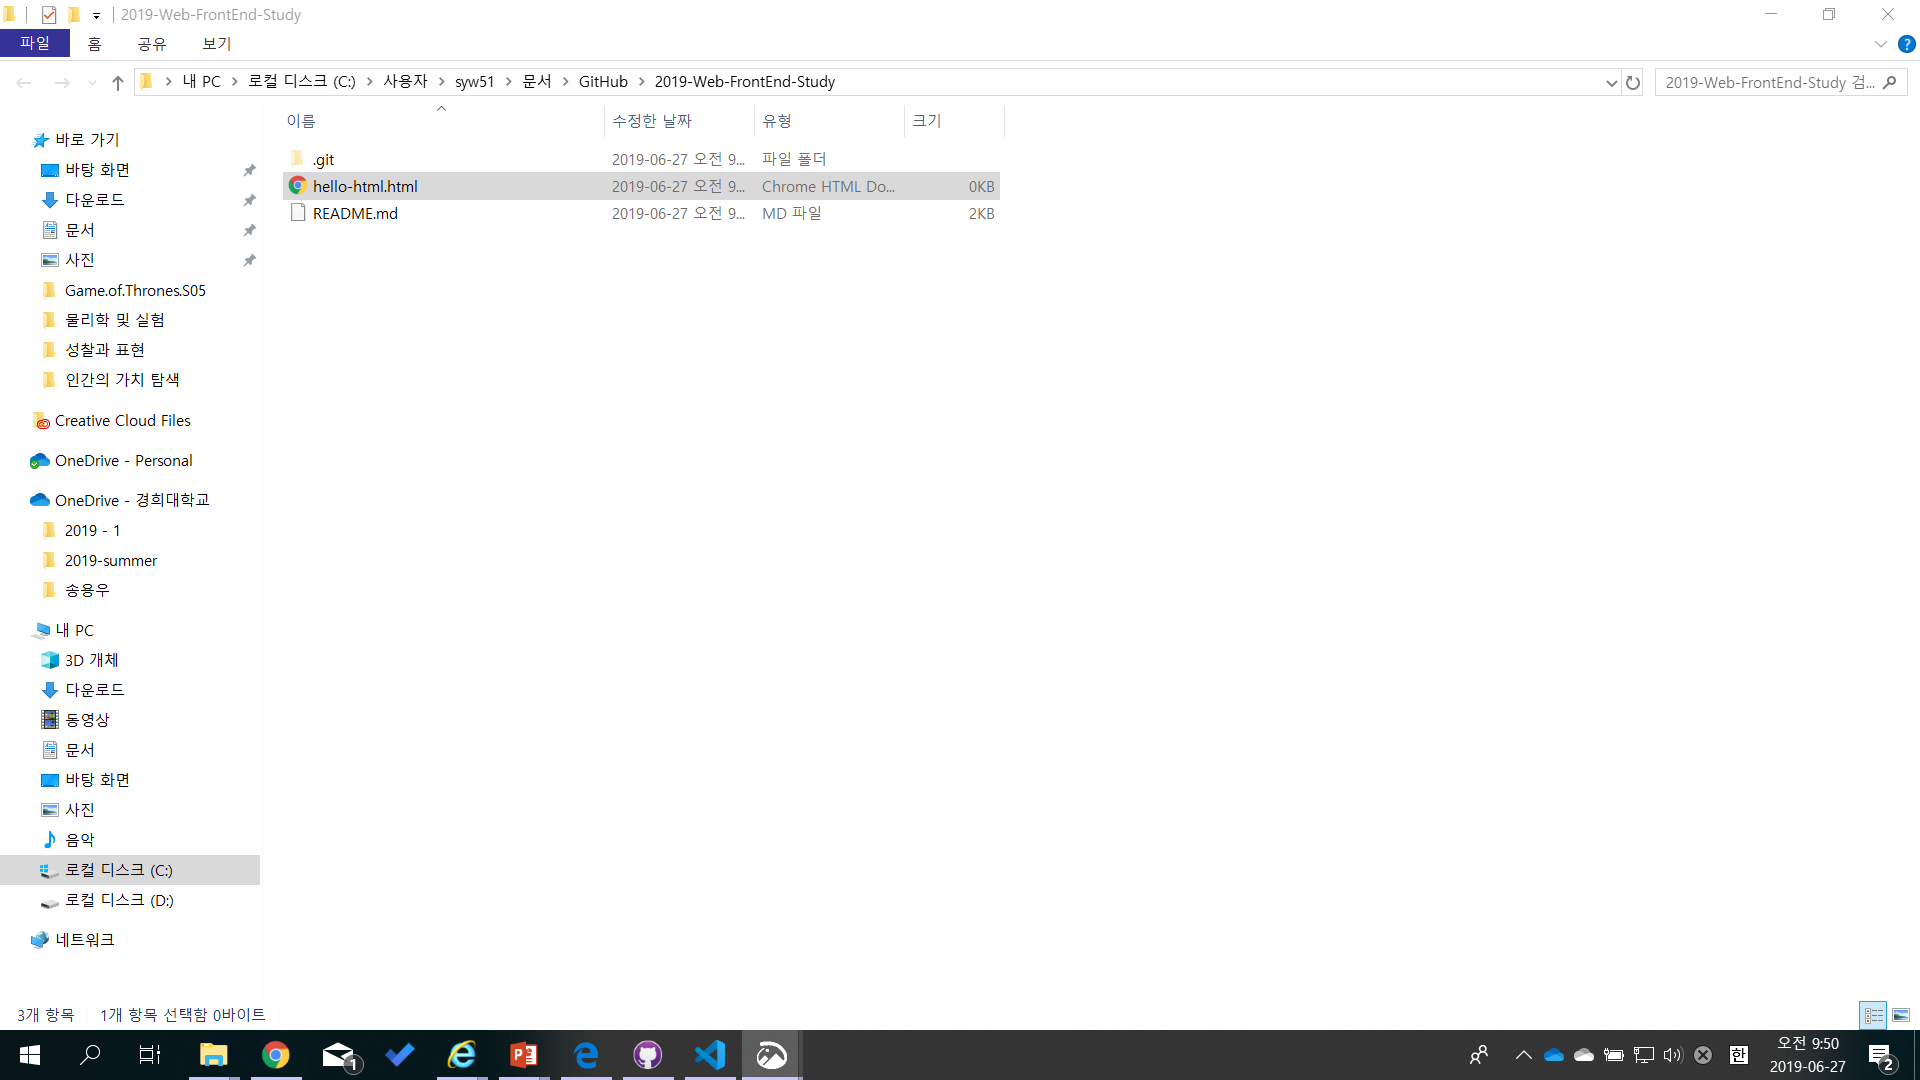 2019-Web-FrontEnd-Study
파일 홈 공유 보기
내 PC 로컬 디스크 (C:) 사용자 syw51 문서 GitHub 2019-Web-FrontEnd-Study
2019-Web-FrontEnd-Study 검...
이름 수정한 날짜 유형 크기
.git 2019-06-27 오전 9... 파일 폴더
hello-html.html 2019-06-27 오전 9... Chrome HTML Do... 0KB
README.md 2019-06-27 오전 9... MD 파일 2KB
바로 가기
바탕 화면
다운로드
문서
사진
Game.of.Thrones.S05
물리학 및 실험
성찰과 표현
인간의 가치 탐색
Creative Cloud Files
OneDrive - Personal
OneDrive - 경희대학교
2019 - 1
2019-summer
송용우
내 PC
3D 개체
다운로드
동영상
문서
바탕 화면
사진
음악
로컬 디스크 (C:)
로컬 디스크 (D:)
네트워크
3개 항목 1개 항목 선택함 0바이트
1
한
오전 9:50
2019-06-27
2